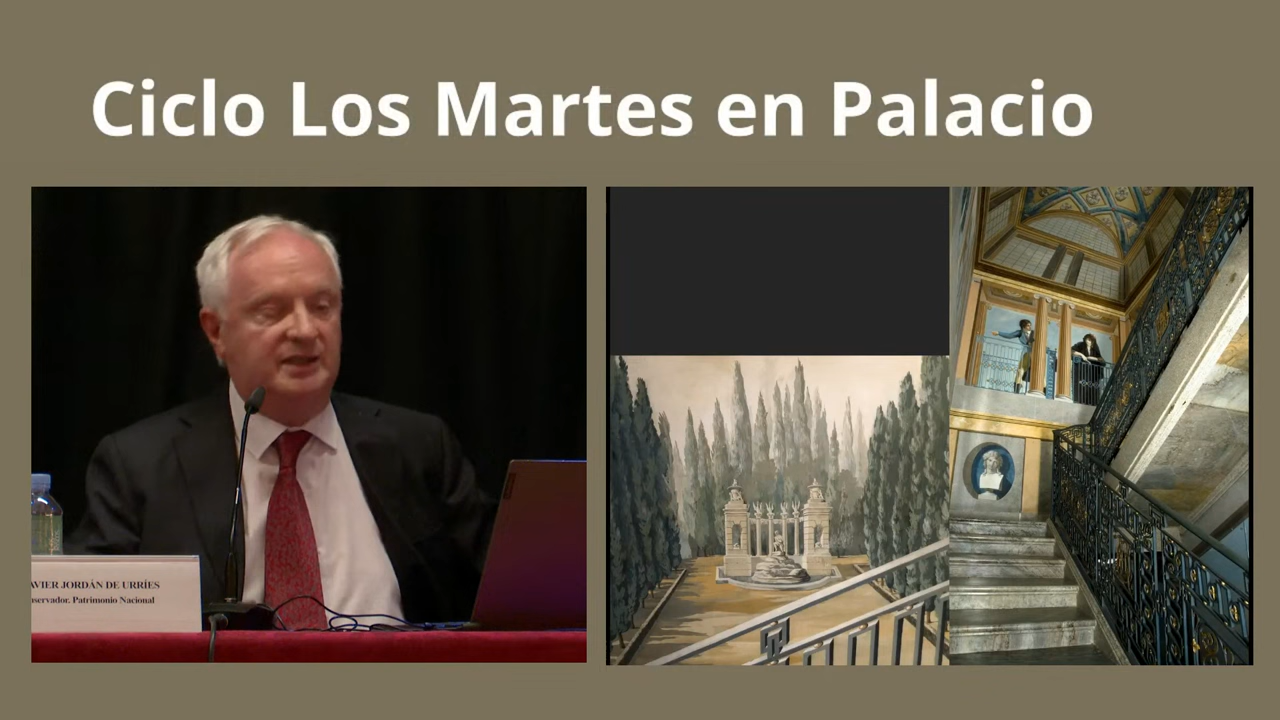 Ciclo Los Martes en Palacio
AVIER JORDÁN DE URRÍES
nservador. Patrimonio Nacional